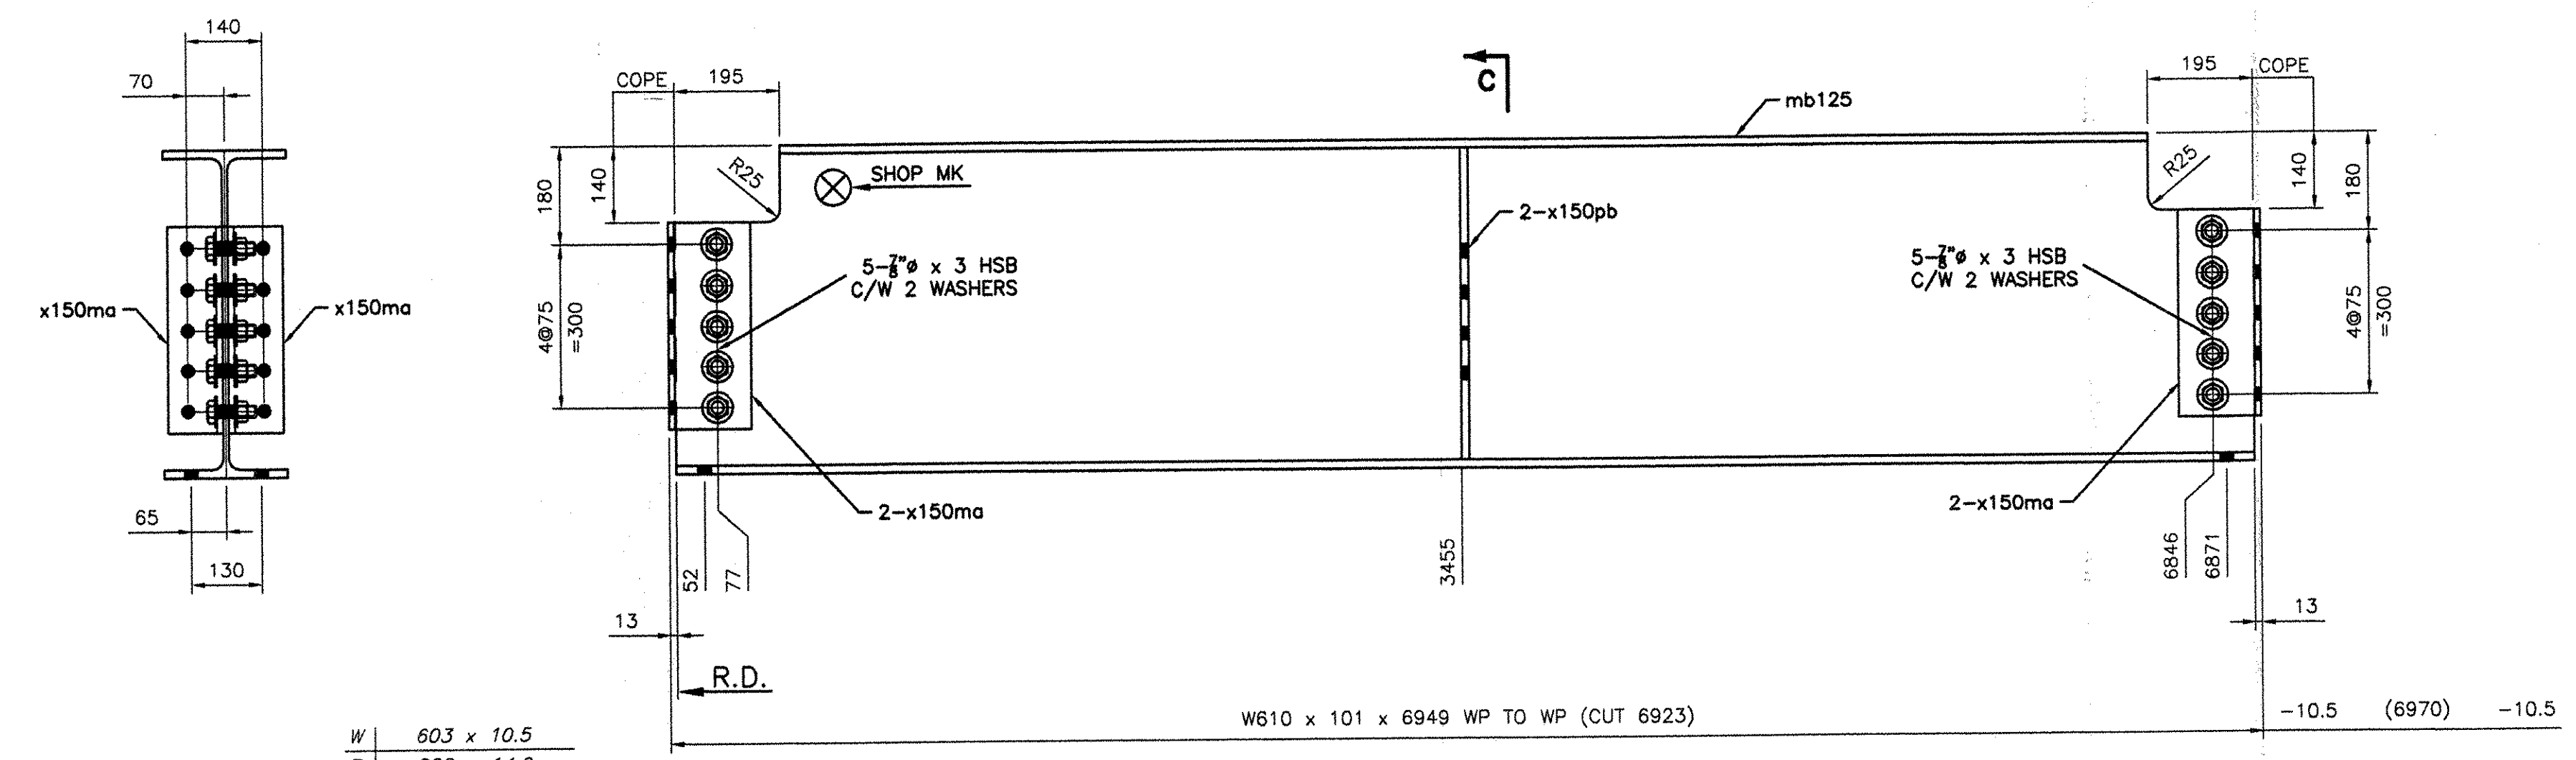 140
70
x150ma
x150ma
65
130
COPE
195
180
140
R25
SHOP MK
4@75
=300
5-7/8"ø x 3 HSB
C/W 2 WASHERS
2-x150ma
52
77
13
R.D.
C
mb125
2-x150pb
3455
195
COPE
R25
140
180
5-7/8"ø x 3 HSB
C/W 2 WASHERS
4@75
=300
2-x150ma
6846
6871
13
W610 x 101 x 6949 WP TO WP (CUT 6923)
-10.5 (6970) -10.5
W 603 x 10.5